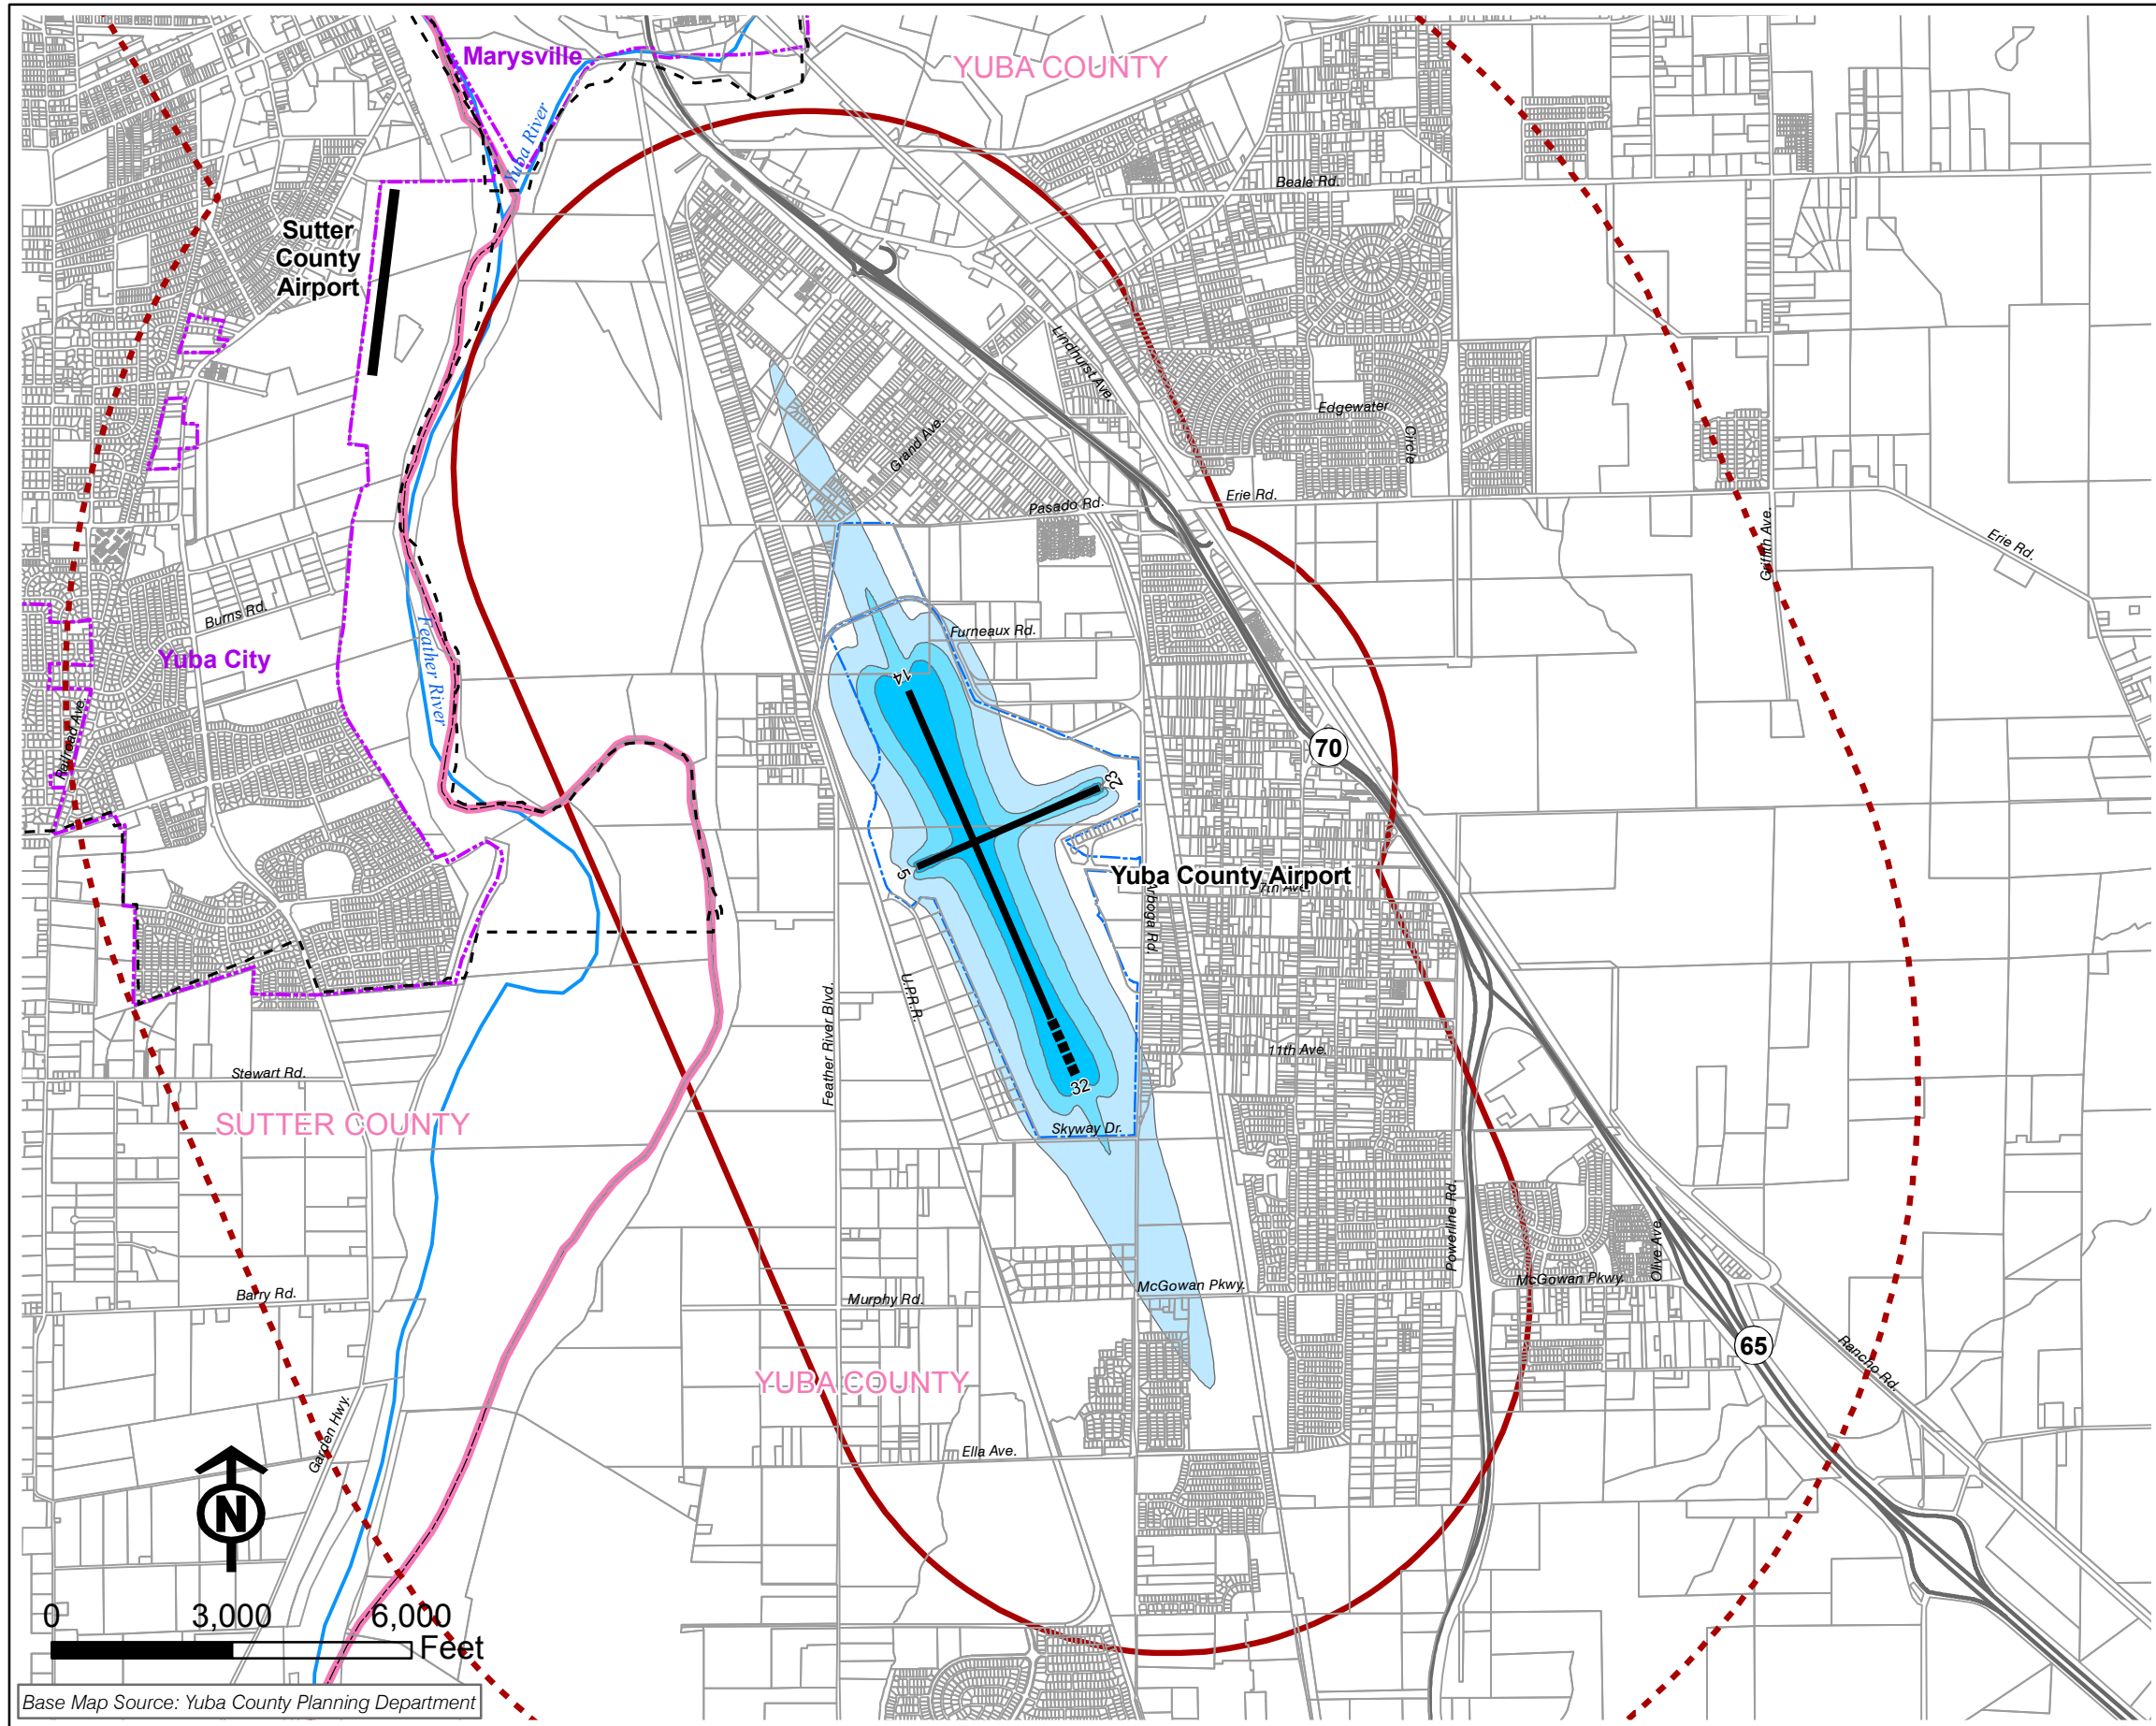 Marysville
YUBA COUNTY
Yuba River
Beale Rd.
Sutter
County
Airport
Lindhurst Ave.
Edgewater
Circle
Grand Ave.
Pasado Rd.
Erie Rd.
Griffith Ave.
Erie Rd.
Burns Rd.
Feather River
Furneaux Rd.
Yuba City
14
Railroad Ave.
70
23
5
Yuba County Airport
7th Ave.
Arboga Rd.
U.P.R.R.
Feather River Blvd.
11th Ave.
Stewart Rd.
32
SUTTER COUNTY
Skyway Dr.
Powerline Rd.
Olive Ave.
McGowan Pkwy.
McGowan Pkwy.
Barry Rd.
Murphy Rd.
65
Rancho Rd.
YUBA COUNTY
Garden Hwy.
Ella Ave.
N
0 3,000 6,000
Feet
Base Map Source: Yuba County Planning Department